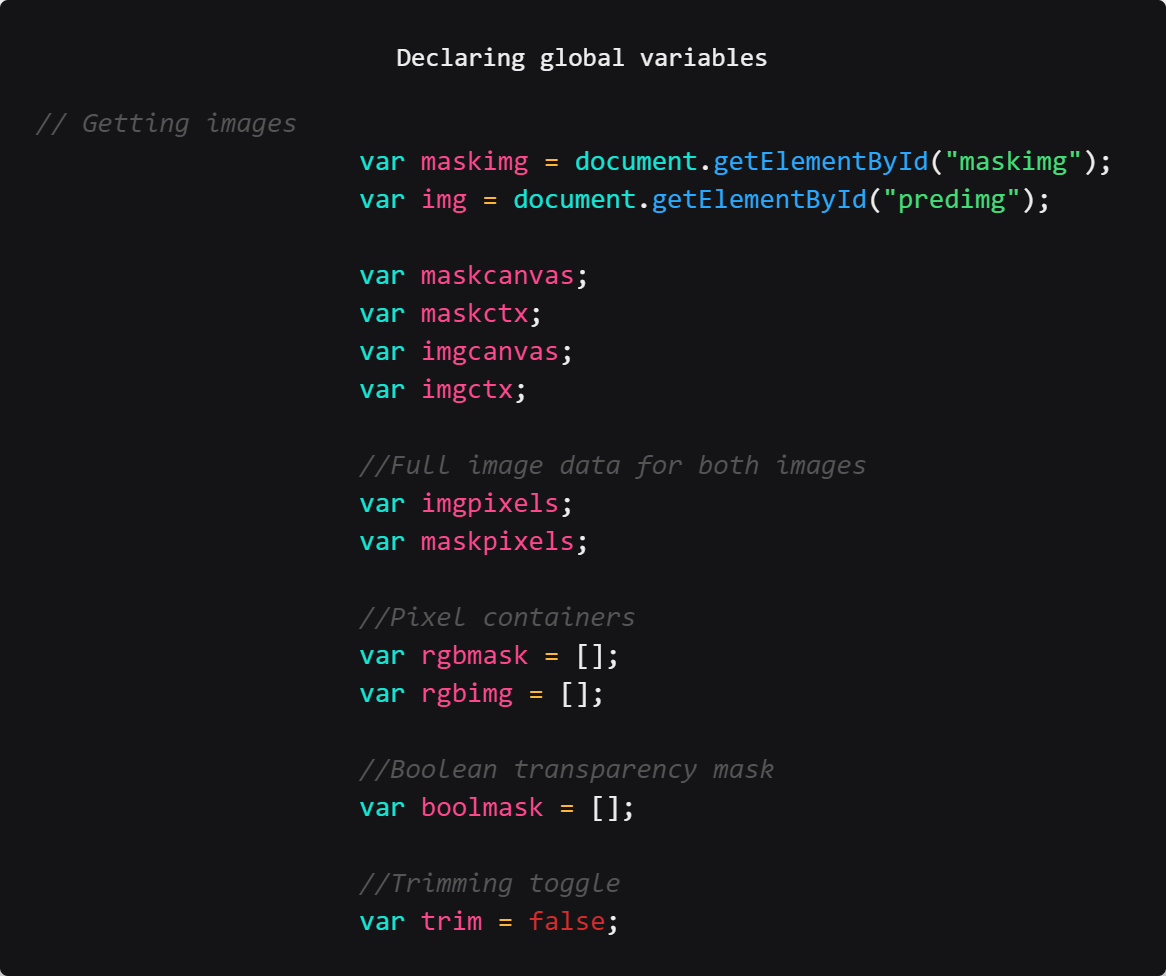 Declaring global variables
// Getting images
var maskimg = document.getElementById("maskimg");
var img = document.getElementById("predimg");
var maskcanvas;
var maskctx;
var imgcanvas;
var imgctx;
//Full image data for both images
var imgpixels;
var maskpixels;
//Pixel containers
var rgbmask = [];
var rgbimg = [];
//Boolean transparency mask
var boolmask = [];
//Trimming toggle
var trim = false;